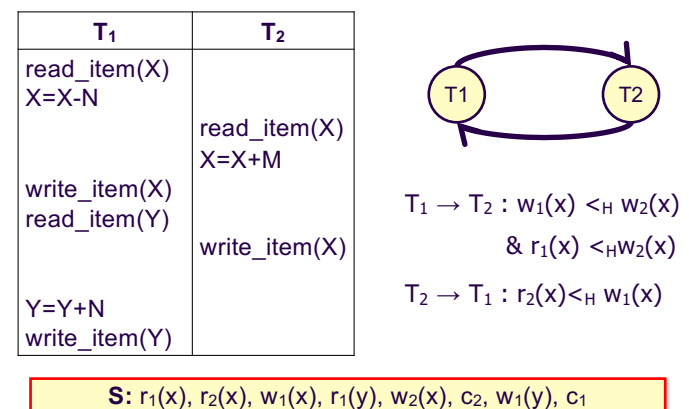 T₁ T₂
read_item(X)
X=X-N
read_item(X)
X=X+M
write_item(X)
read_item(Y)
write_item(X)
Y=Y+N
write_item(Y)
T1 T2
T₁ → T₂ : w₁(x) <H w₂(x)
& r₁(x) <Hw₂(x)
T₂ → T₁ : r₂(x)<H w₁(x)
S: r₁(x), r₂(x), w₁(x), r₁(y), w₂(x), c₂, w₁(y), c₁